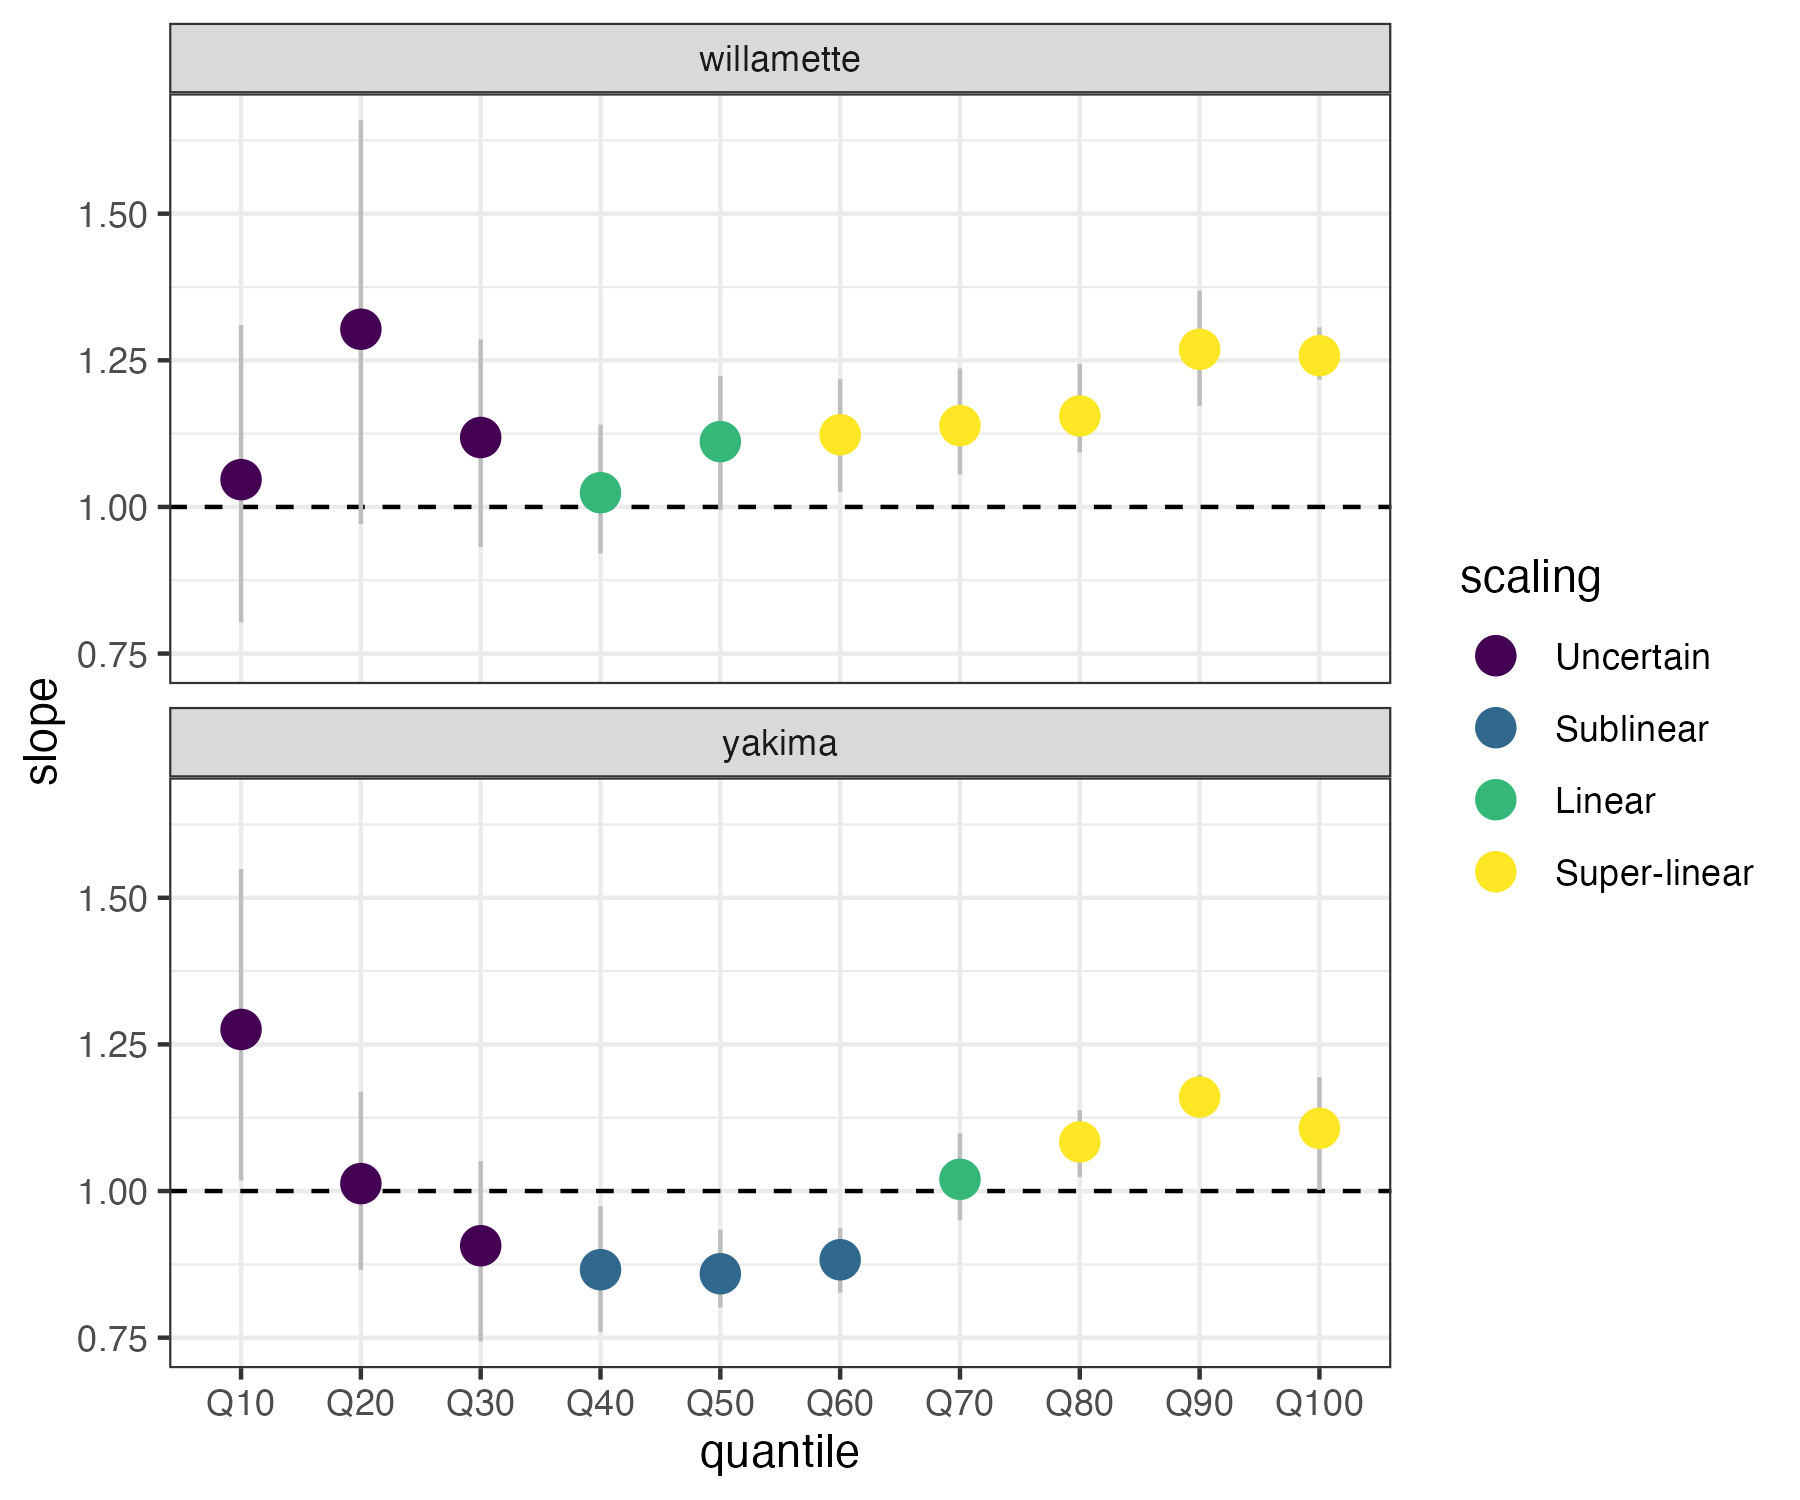 willamette
1.50
1.25
1.00
0.75
slope
yakima
1.50
1.25
1.00
0.75
Q10 Q20 Q30 Q40 Q50 Q60 Q70 Q80 Q90 Q100
quantile
scaling
Uncertain
Sublinear
Linear
Super-linear